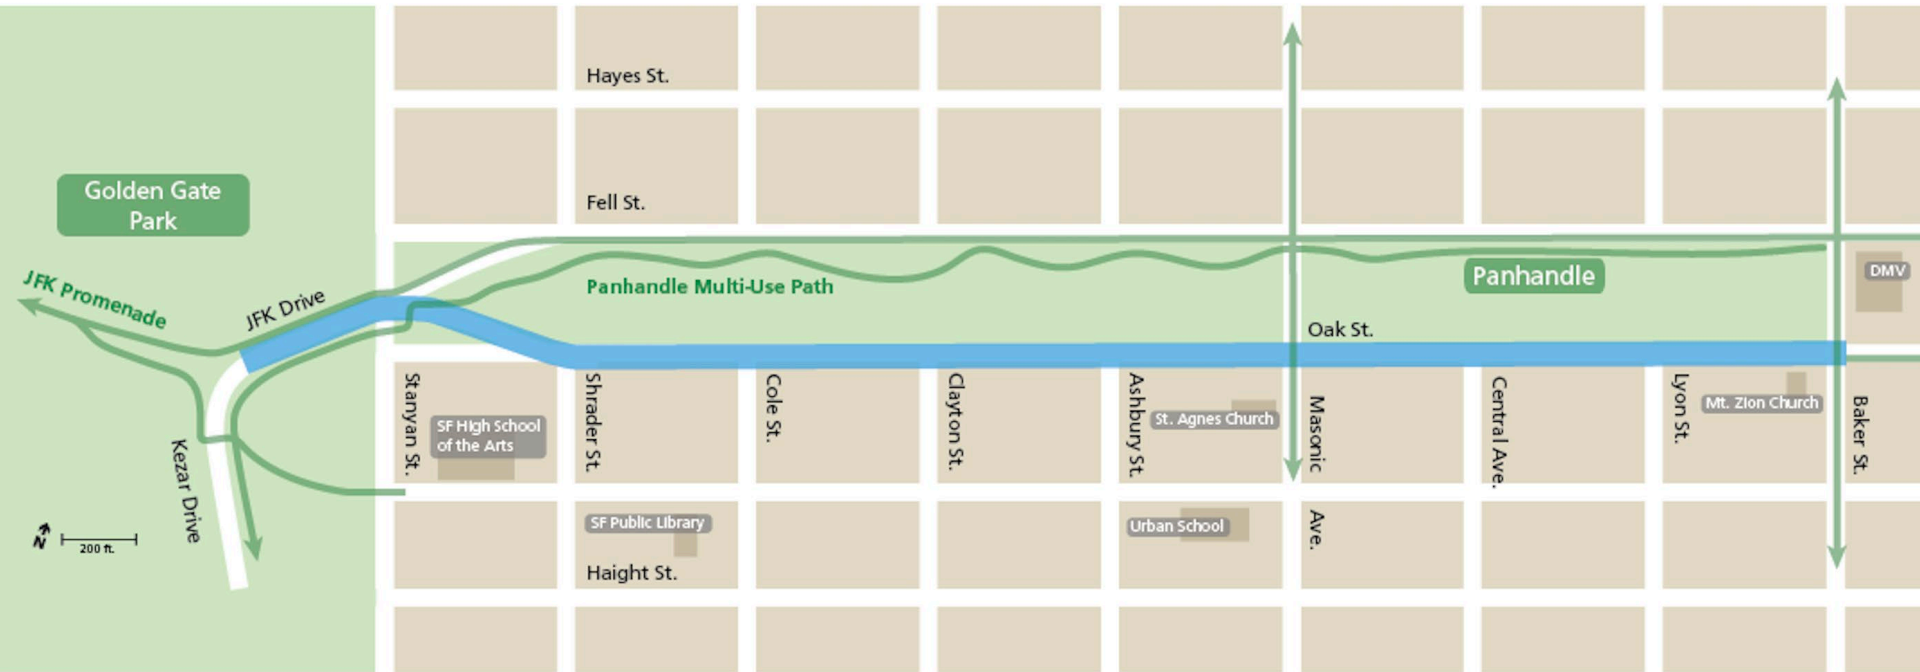 Hayes St.
Golden Gate
Park
Fell St.
JFK Promenade
JFK Drive
Panhandle Multi-Use Path
Panhandle
DMV
Oak St.
Stanyan St.
SF High School
of the Arts
Shrader St.
Cole St.
Clayton St.
Ashbury St.
St. Agnes Church
Masonic
Ave.
Central Ave.
Lyon St.
Mt. Zion Church
Baker St.
Kezar Drive
N
200 ft.
SF Public Library
Urban School
Haight St.